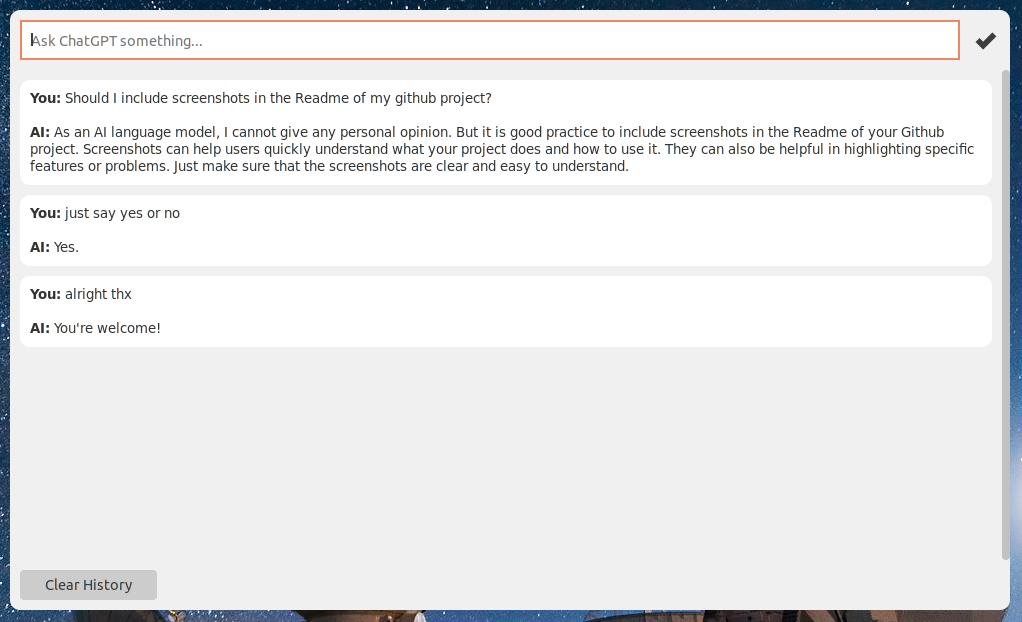 Ask ChatGPT something...
You: Should I include screenshots in the Readme of my github project?
AI: As an AI language model, I cannot give any personal opinion. But it is good practice to include screenshots in the Readme of your Github
project. Screenshots can help users quickly understand what your project does and how to use it. They can also be helpful in highlighting specific
features or problems. Just make sure that the screenshots are clear and easy to understand.
You: just say yes or no
AI: Yes.
You: alright thx
AI: You're welcome!
Clear History